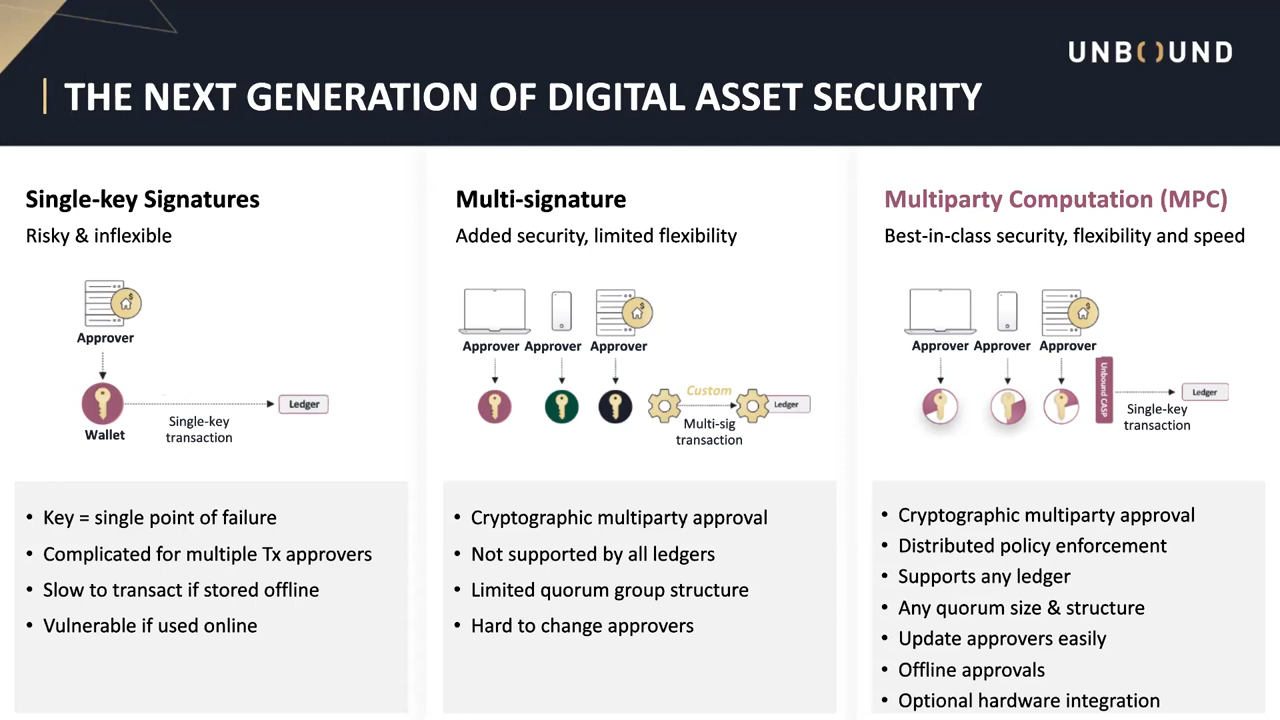 UNBOUND
THE NEXT GENERATION OF DIGITAL ASSET SECURITY
Single-key Signatures
Risky & inflexible
$
Approver
Wallet
Single-key
transaction
Ledger
• Key = single point of failure
• Complicated for multiple Tx approvers
• Slow to transact if stored offline
• Vulnerable if used online
Multi-signature
Added security, limited flexibility
$
Approver Approver Approver
Custom
Multi-sig
transaction
Ledger
• Cryptographic multiparty approval
• Not supported by all ledgers
• Limited quorum group structure
• Hard to change approvers
Multiparty Computation (MPC)
Best-in-class security, flexibility and speed
$
Approver Approver Approver
Unbound CASP
Single-key
transaction
Ledger
• Cryptographic multiparty approval
• Distributed policy enforcement
• Supports any ledger
• Any quorum size & structure
• Update approvers easily
• Offline approvals
• Optional hardware integration